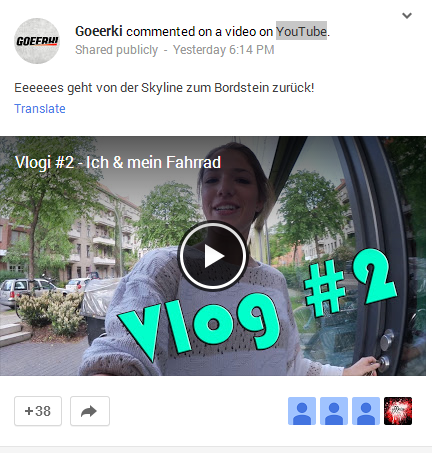 GOEERKI
Goeerki commented on a video on YouTube.
Shared publicly - Yesterday 6:14 PM
Eeeeees geht von der Skyline zum Bordstein zurück!
Translate
Vlogi #2 - Ich & mein Fahrrad
Vlog #2
+38